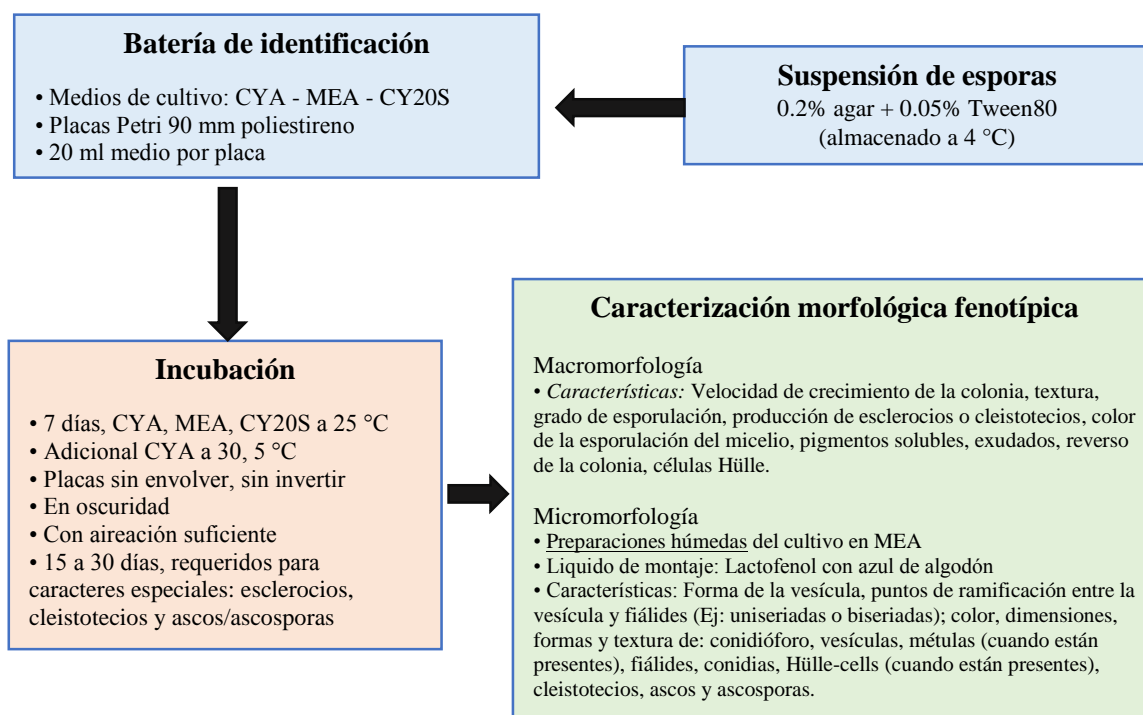 Batería de identificación
• Medios de cultivo: CYA - MEA - CY20S
• Placas Petri 90 mm poliestireno
• 20 ml medio por placa
Suspensión de esporas
0.2% agar + 0.05% Tween80
(almacenado a 4 °C)
Incubación
• 7 días, CYA, MEA, CY20S a 25 °C
• Adicional CYA a 30, 5 °C
• Placas sin envolver, sin invertir
• En oscuridad
• Con aireación suficiente
• 15 a 30 días, requeridos para
caracteres especiales: esclerocios,
cleistotecios y ascos/ascosporas
Caracterización morfológica fenotípica
Macromorfología
• Características: Velocidad de crecimiento de la colonia, textura,
grado de esporulación, producción de esclerocios o cleistotecios, color
de la esporulación del micelio, pigmentos solubles, exudados, reverso
de la colonia, células Hülle.
Micromorfología
• Preparaciones húmedas del cultivo en MEA
• Liquido de montaje: Lactofenol con azul de algodón
• Características: Forma de la vesícula, puntos de ramificación entre la
vesícula y fiálides (Ej: uniseriadas o biseriadas); color, dimensiones,
formas y textura de: conidióforo, vesículas, métulas (cuando están
presentes), fiálides, conidias, Hülle-cells (cuando están presentes),
cleistotecios, ascos y ascosporas.